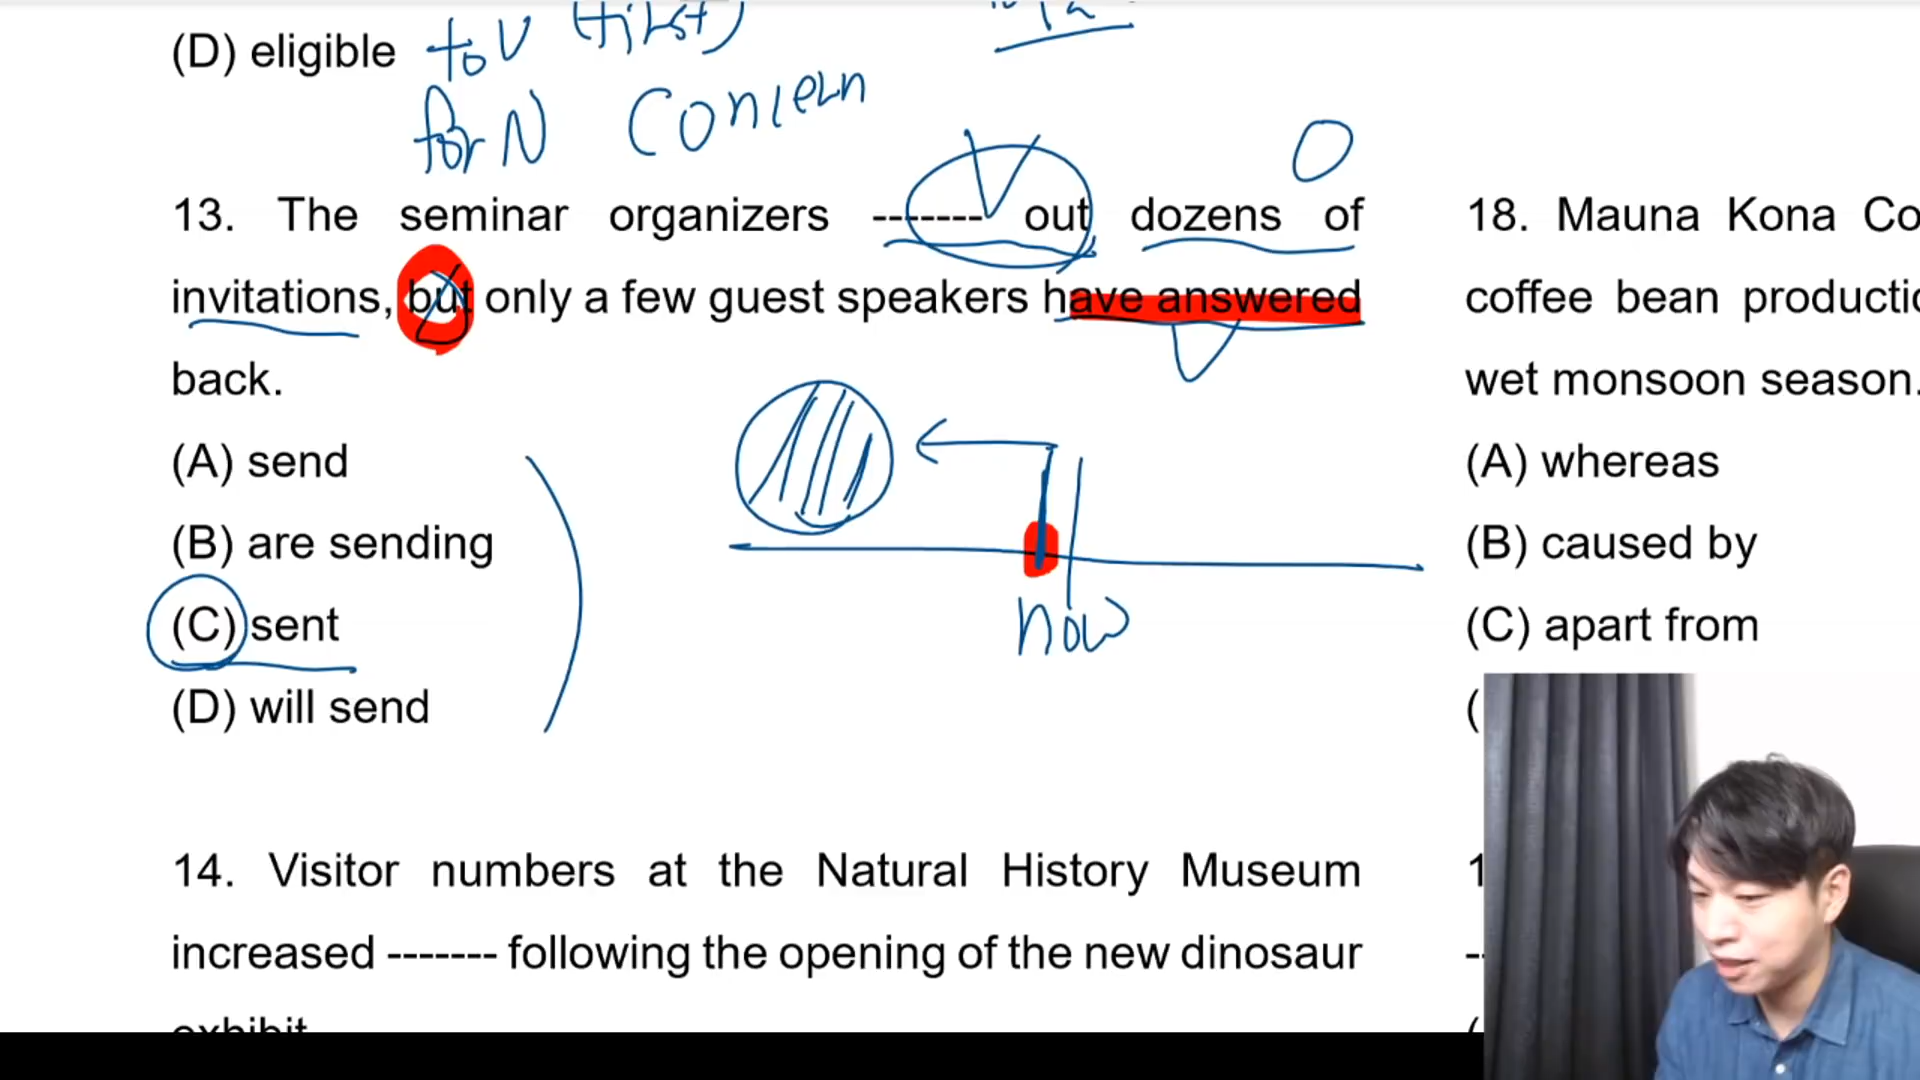 (D) eligible to V (first)
for N Concern
V
O
13. The seminar organizers ------- out dozens of
invitations, but only a few guest speakers have answered
V
back.
(A) send
(B) are sending
(C) sent
(D) will send
now
14. Visitor numbers at the Natural History Museum
increased ------- following the opening of the new dinosaur
exhibit
18. Mauna Kona Co
coffee bean productio
wet monsoon season.
(A) whereas
(B) caused by
(C) apart from
(
1
--
(